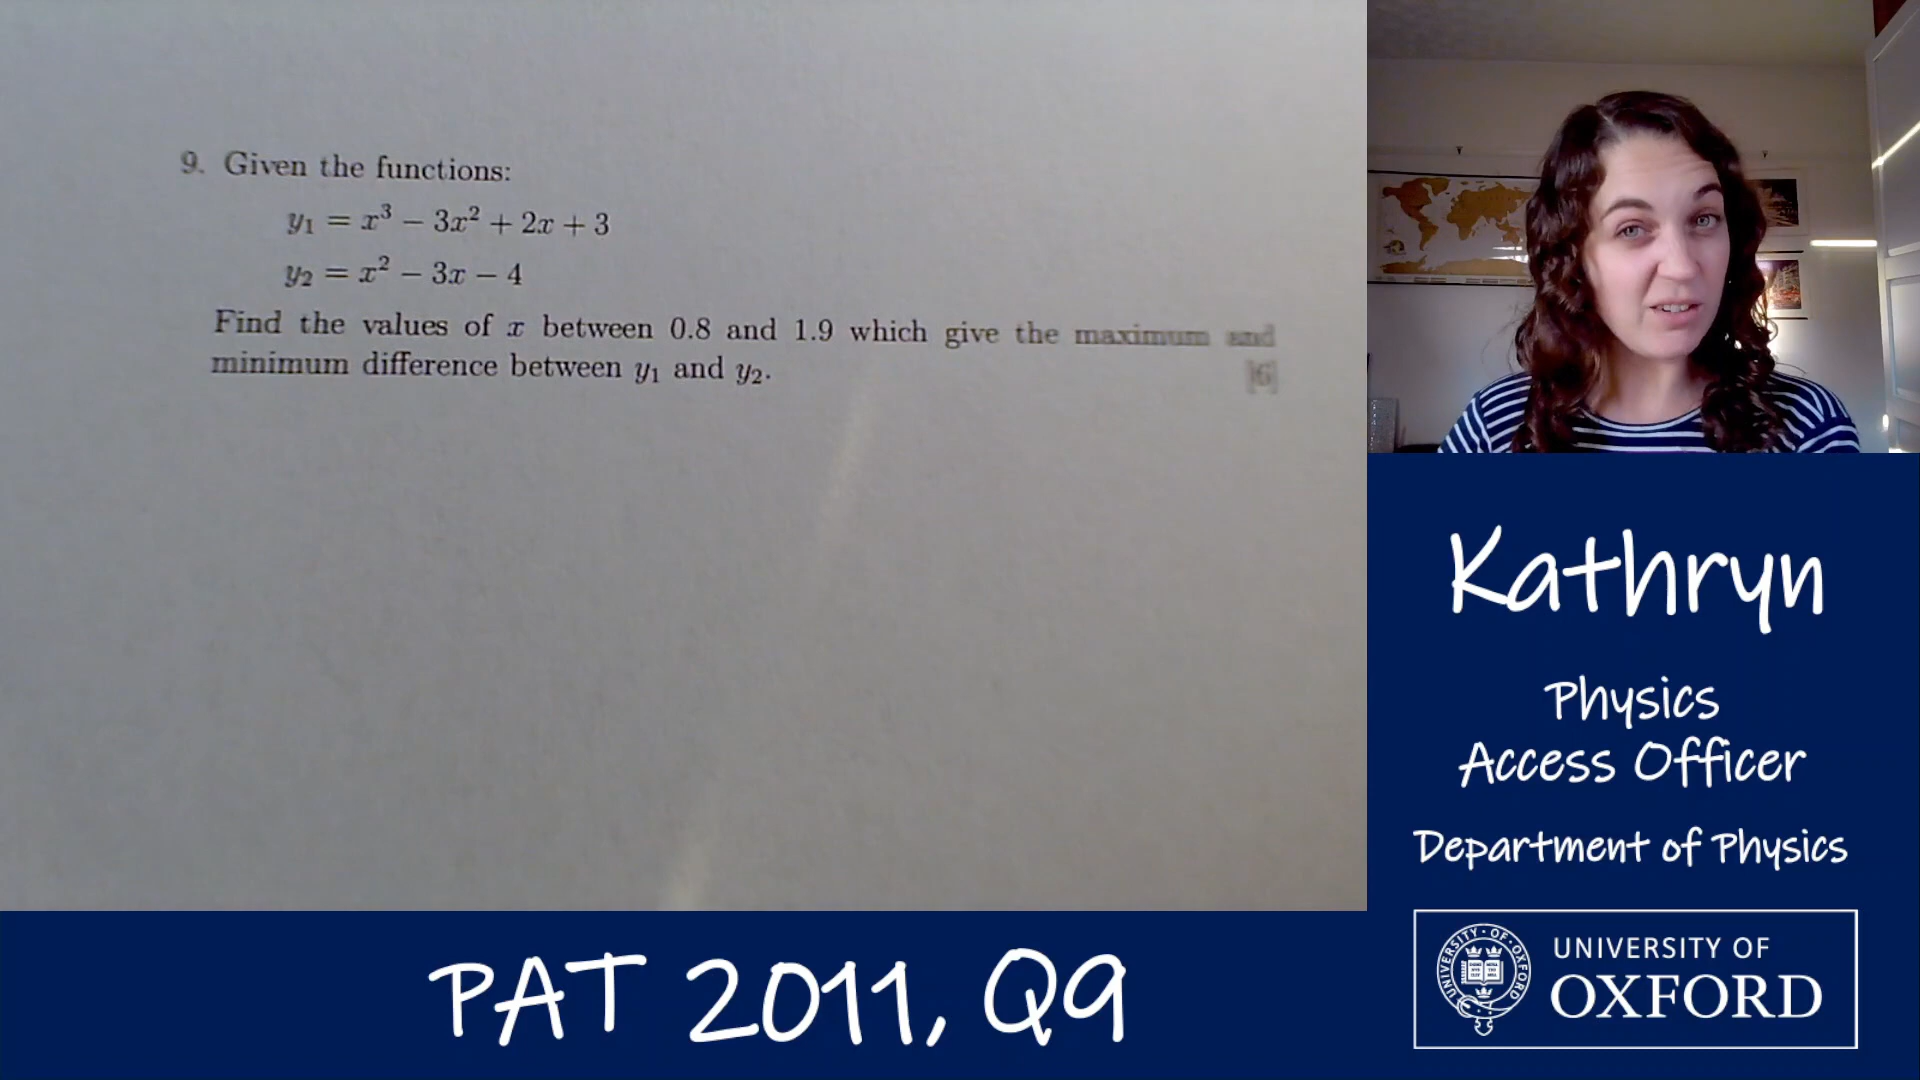 9. Given the functions:
y₁ = x³ − 3x² + 2x + 3
y₂ = x² − 3x − 4
Find the values of x between 0.8 and 1.9 which give the maximum and
minimum difference between y₁ and y₂.
[6]
Kathryn
Physics
Access Officer
Department of Physics
UNIVERSITY OF
OXFORD
PAT 2011, Q9